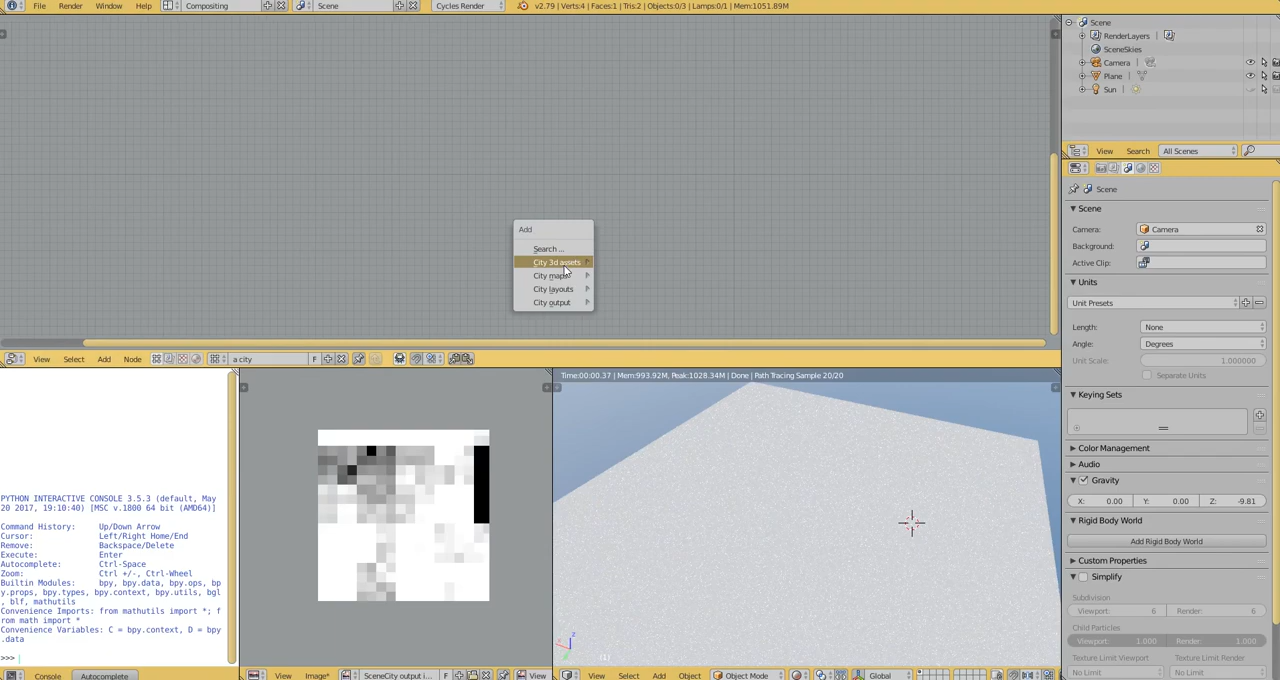 File Render Window Help Compositing Scene Cycles Render v2.79 | Verts:4 | Faces:1 | Tris:2 | Objects:0/3 | Lamps:0/1 | Mem:1051.89M
Add
Search ...
City 3d assets
City maps
City layouts
City output
View Select Add Node a city F
PYTHON INTERACTIVE CONSOLE 3.5.3 (default, May
20 2017, 19:10:40) [MSC v.1800 64 bit (AMD64)]
Command History: Up/Down Arrow
Cursor: Left/Right Home/End
Remove: Backspace/Delete
Execute: Enter
Autocomplete: Ctrl-Space
Zoom: Ctrl +/-, Ctrl-Wheel
Builtin Modules: bpy, bpy.data, bpy.ops, bp
y.props, bpy.types, bpy.context, bpy.utils, bgl
, blf, mathutils
Convenience Imports: from mathutils import *; f
rom math import *
Convenience Variables: C = bpy.context, D = bpy
.data
>>>
Console Autocomplete
View Image* SceneCity output i... F View
Time:00:00.37 | Mem:993.92M, Peak:1028.34M | Done | Path Tracing Sample 20/20
z
(1)
View Select Add Object Object Mode Global
Scene
RenderLayers
SceneSkies
Camera
Plane
Sun
View Search All Scenes
Scene
Scene
Camera: Camera
Background:
Active Clip:
Units
Unit Presets
Length: None
Angle: Degrees
Unit Scale: 1.000000
Separate Units
Keying Sets
Color Management
Audio
Gravity
X: 0.00 Y: 0.00 Z: -9.81
Rigid Body World
Add Rigid Body World
Custom Properties
Simplify
Subdivision
Viewport: 6 Render: 6
Child Particles
Viewport: 1.000 Render: 1.000
Texture Limit Viewport Texture Limit Render
No Limit No Limit